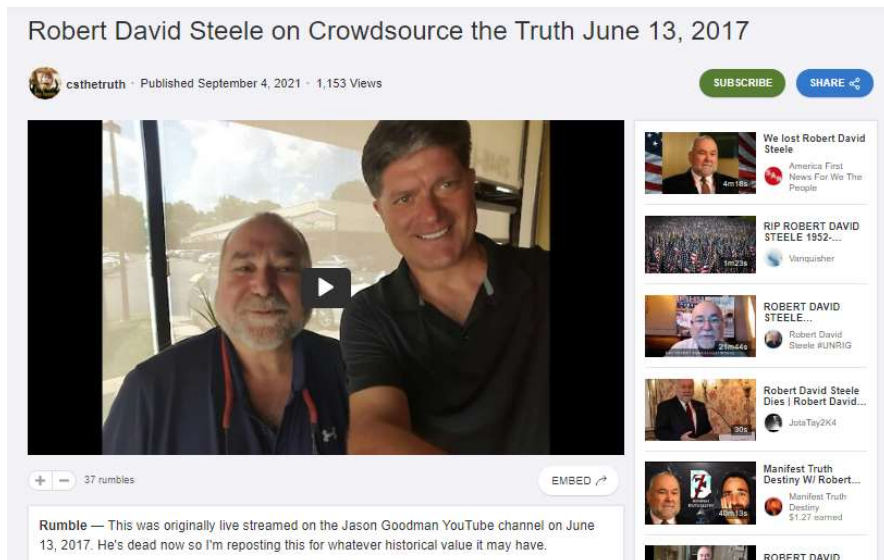 Robert David Steele on Crowdsource the Truth June 13, 2017
csthetruth · Published September 4, 2021 · 1,153 Views
SUBSCRIBE
SHARE
+ − 37 rumbles
EMBED
Rumble — This was originally live streamed on the Jason Goodman YouTube channel on June
13, 2017. He's dead now so I'm reposting this for whatever historical value it may have.
4m18s
We lost Robert David
Steele
America First
News For We The
People
1m23s
RIP ROBERT DAVID
STEELE 1952-...
Vanquisher
21m44s
ROBERT DAVID
STEELE...
Robert David
Steele #UNRIG
30s
Robert David Steele
Dies | Robert David...
JotaTay2K4
40m13s
Manifest Truth
Destiny W/ Robert...
Manifest Truth
Destiny
$1.27 earned
ROBERT DAVID